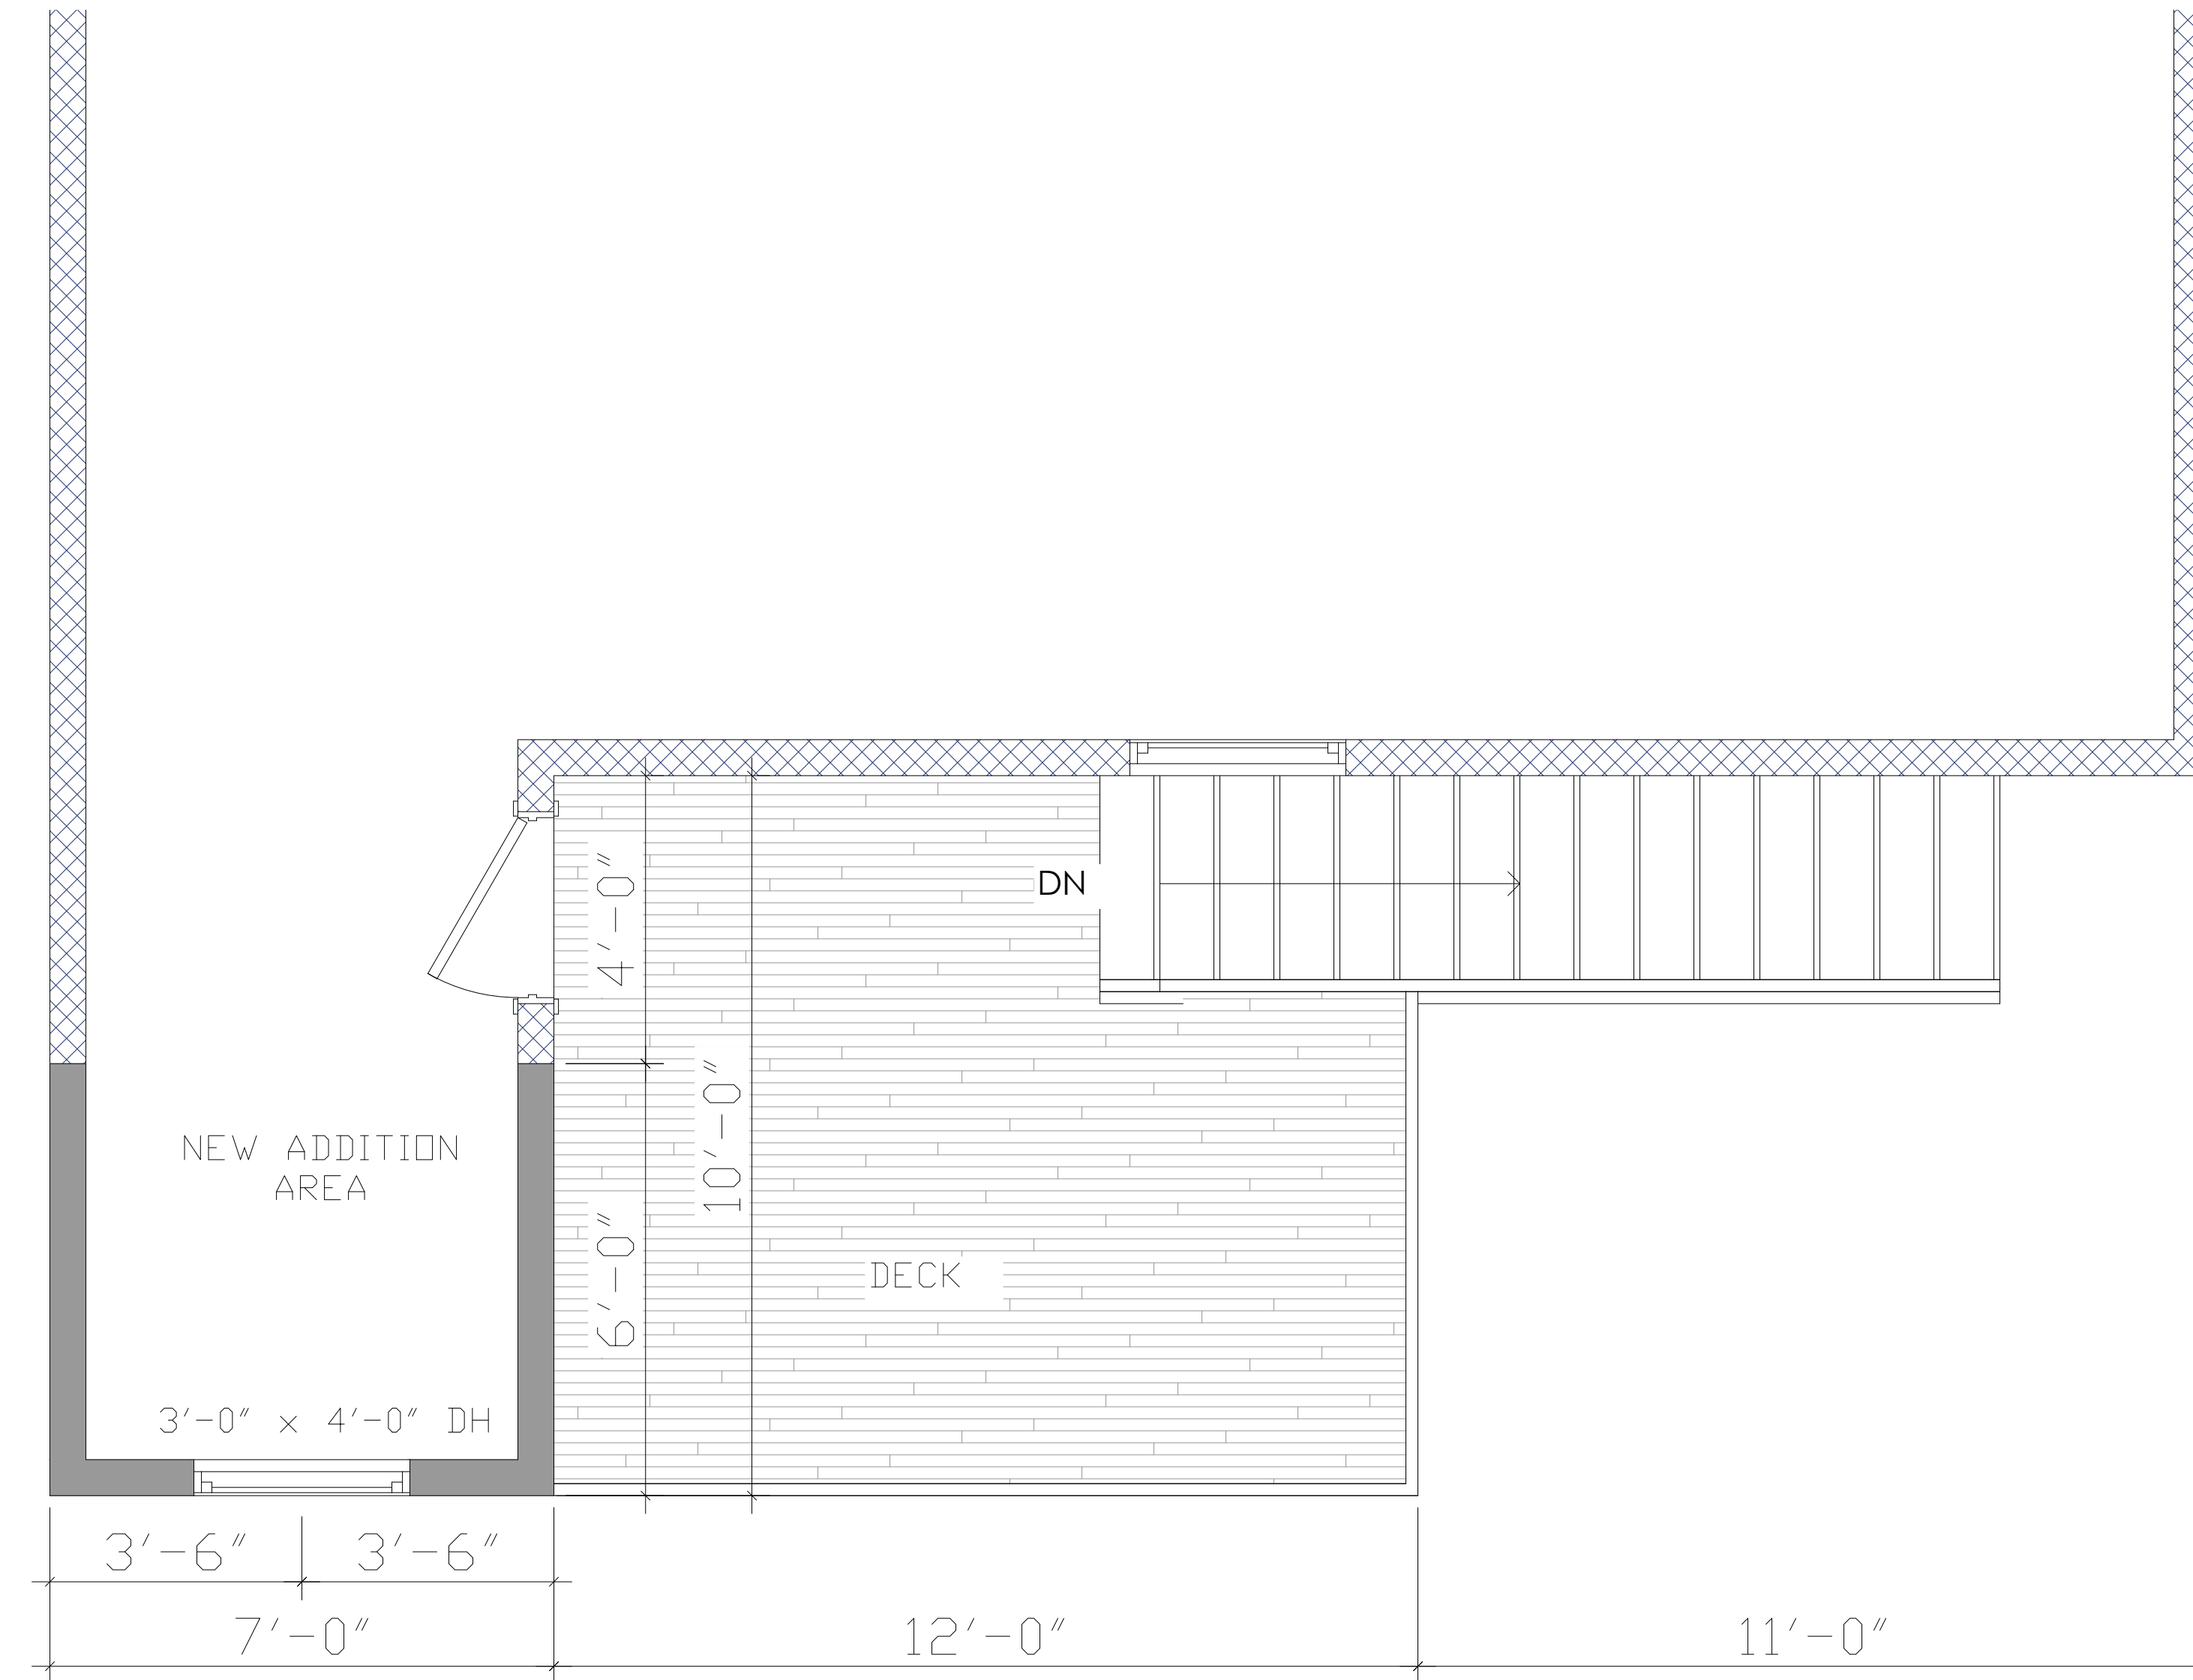 4'-0"
DN
10'-0"
NEW ADDITION
AREA
6'-0"
DECK
3'-0" x 4'-0" DH
3'-6"
3'-6"
7'-0"
12'-0"
11'-0"